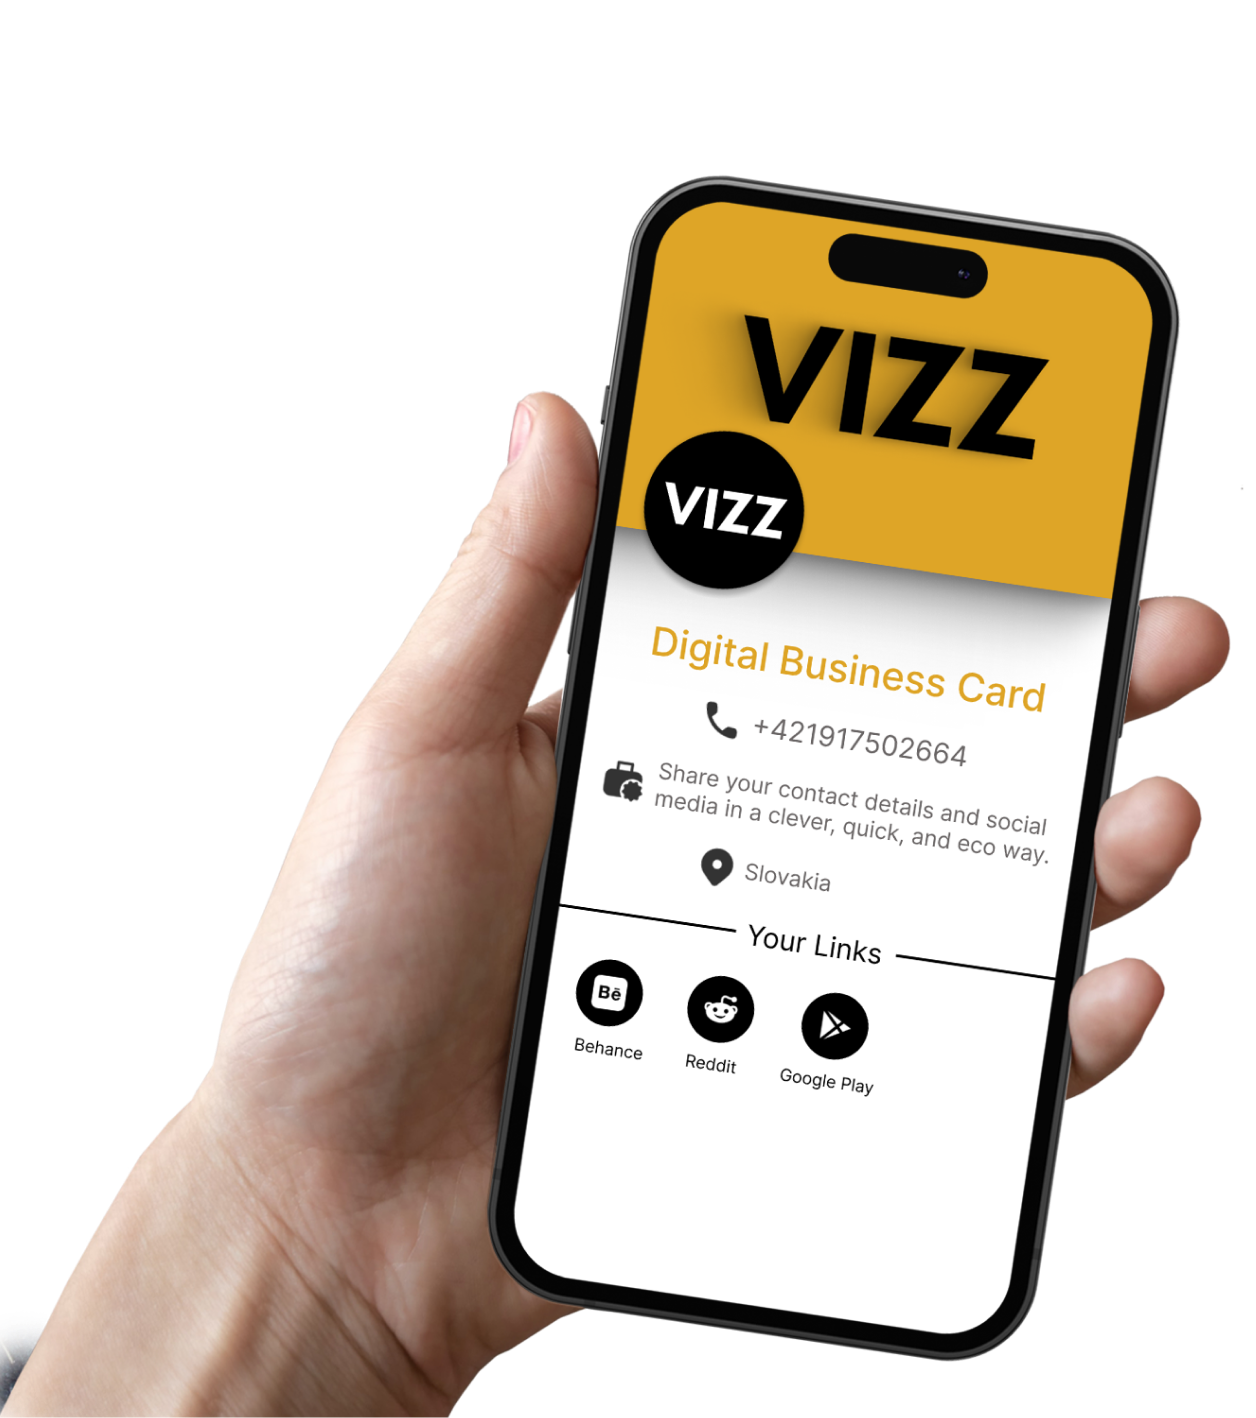 VIZZ
VIZZ
Digital Business Card
+421917502664
Share your contact details and social
media in a clever, quick, and eco way.
Slovakia
Your Links
Bē
Behance
Reddit
Google Play